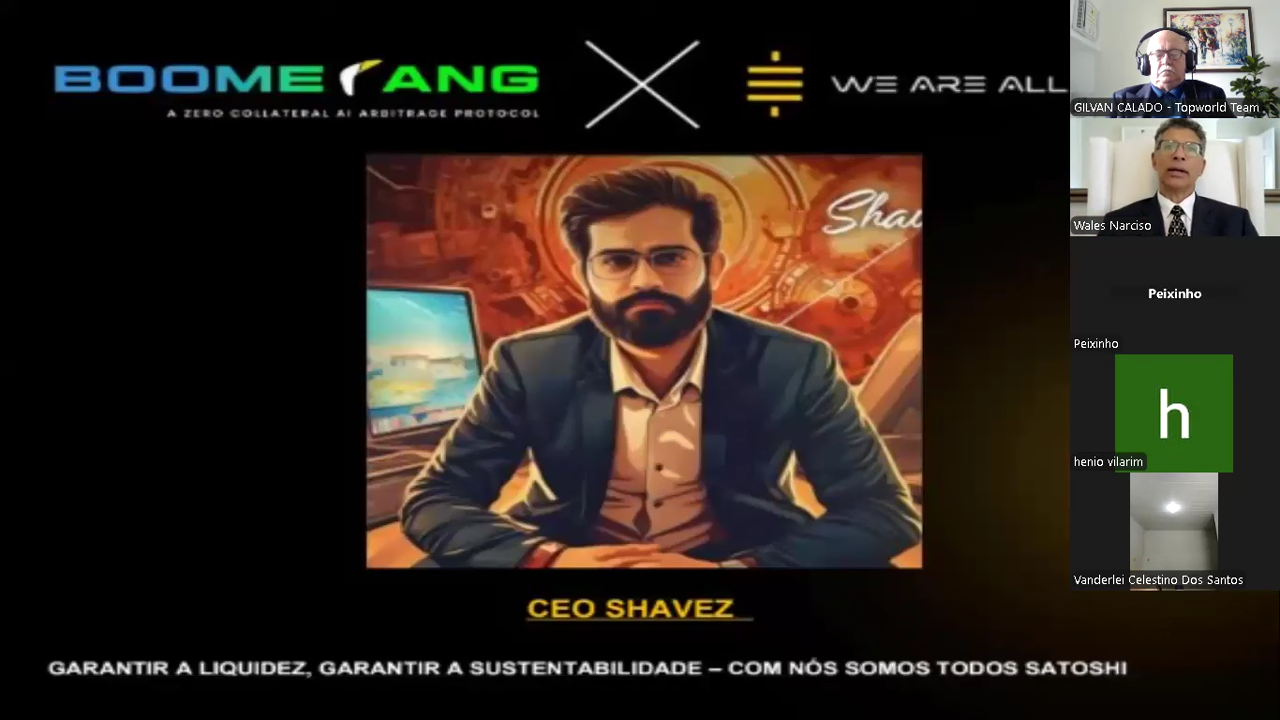 BOOMERANG
A ZERO COLLATERAL AI ARBITRAGE PROTOCOL
WE ARE ALL
CEO SHAVEZ
GARANTIR A LIQUIDEZ, GARANTIR A SUSTENTABILIDADE – COM NÓS SOMOS TODOS SATOSHI
GILVAN CALADO - Topworld Team
Wales Narciso
Peixinho
Peixinho
h
henio vilarim
Vanderlei Celestino Dos Santos